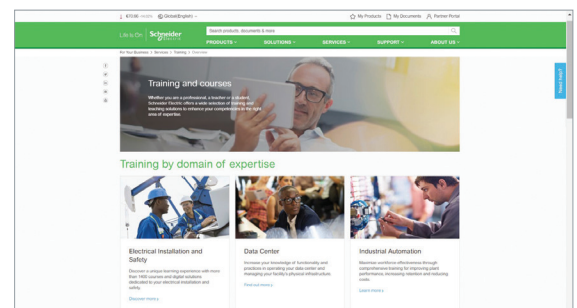 Global(English)
My Products My Documents Partner Portal
Life Is On Schneider Electric
Search products, documents & more
PRODUCTS SOLUTIONS SERVICES SUPPORT ABOUT US
For Your Business > Services > Training > Overview
Need help?
Training and courses
Whether you are a professional, a teacher or a student,
Schneider Electric offers a wide selection of training and
teaching solutions to enhance your competencies in the right
area of expertise
Training by domain of expertise
Electrical Installation and
Safety
Discover a unique learning experience with more
than 1400 courses and digital solutions
dedicated to your electrical installation and
safety.
Discover more >
Data Center
Increase your knowledge of functionality and
practices in operating your data center and
managing your facility's physical infrastructure.
Find out more >
Industrial Automation
Maximize workforce effectiveness through
comprehensive training for improving plant
performance, increasing retention and reducing
costs.
Learn more >